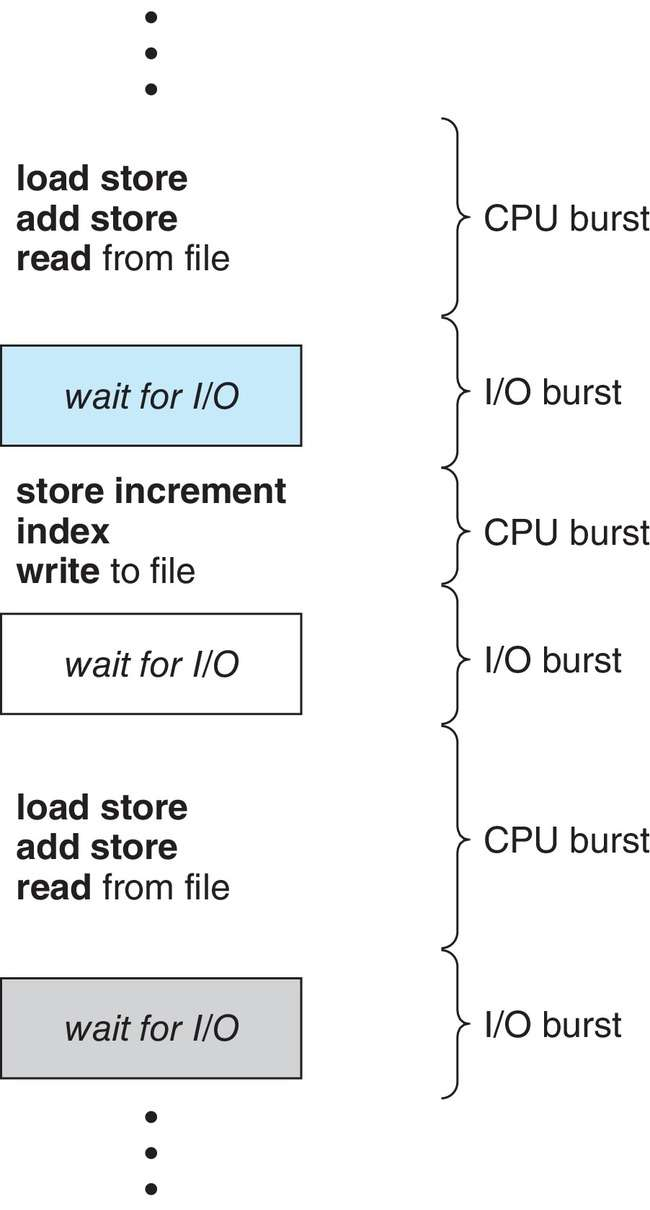 load store
add store
read from file
CPU burst
wait for I/O
I/O burst
store increment
index
write to file
CPU burst
wait for I/O
I/O burst
load store
add store
read from file
CPU burst
wait for I/O
I/O burst